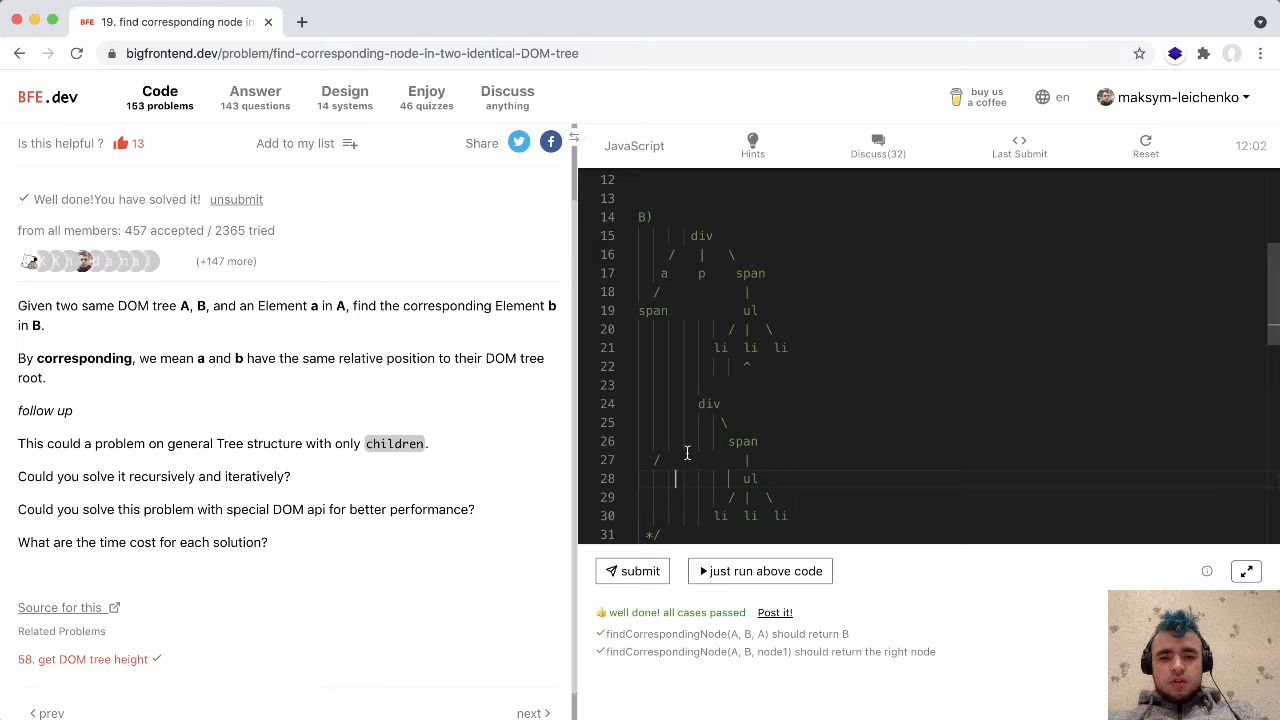 BFE 19. find corresponding node in
bigfrontend.dev/problem/find-corresponding-node-in-two-identical-DOM-tree
BFE.dev
Code
153 problems
Answer
143 questions
Design
14 systems
Enjoy
46 quizzes
Discuss
anything
buy us
a coffee
en
maksym-leichenko
Is this helpful ? 13
Add to my list
Share
Well done!You have solved it! unsubmit
from all members: 457 accepted / 2365 tried
(+147 more)
Given two same DOM tree A, B, and an Element a in A, find the corresponding Element b
in B.
By corresponding, we mean a and b have the same relative position to their DOM tree
root.
follow up
This could a problem on general Tree structure with only children.
Could you solve it recursively and iteratively?
Could you solve this problem with special DOM api for better performance?
What are the time cost for each solution?
Source for this
Related Problems
58. get DOM tree height
prev
next
JavaScript
Hints
Discuss(32)
Last Submit
Reset
12:02
12
13
14 B)
15 div
16 / | \
17 a p span
18 / |
19 span ul
20 / | \
21 li li li
22 ^
23
24 div
25 \
26 span
27 / |
28 ul
29 / | \
30 li li li
31 */
submit
just run above code
well done! all cases passed Post it!
findCorrespondingNode(A, B, A) should return B
findCorrespondingNode(A, B, node1) should return the right node